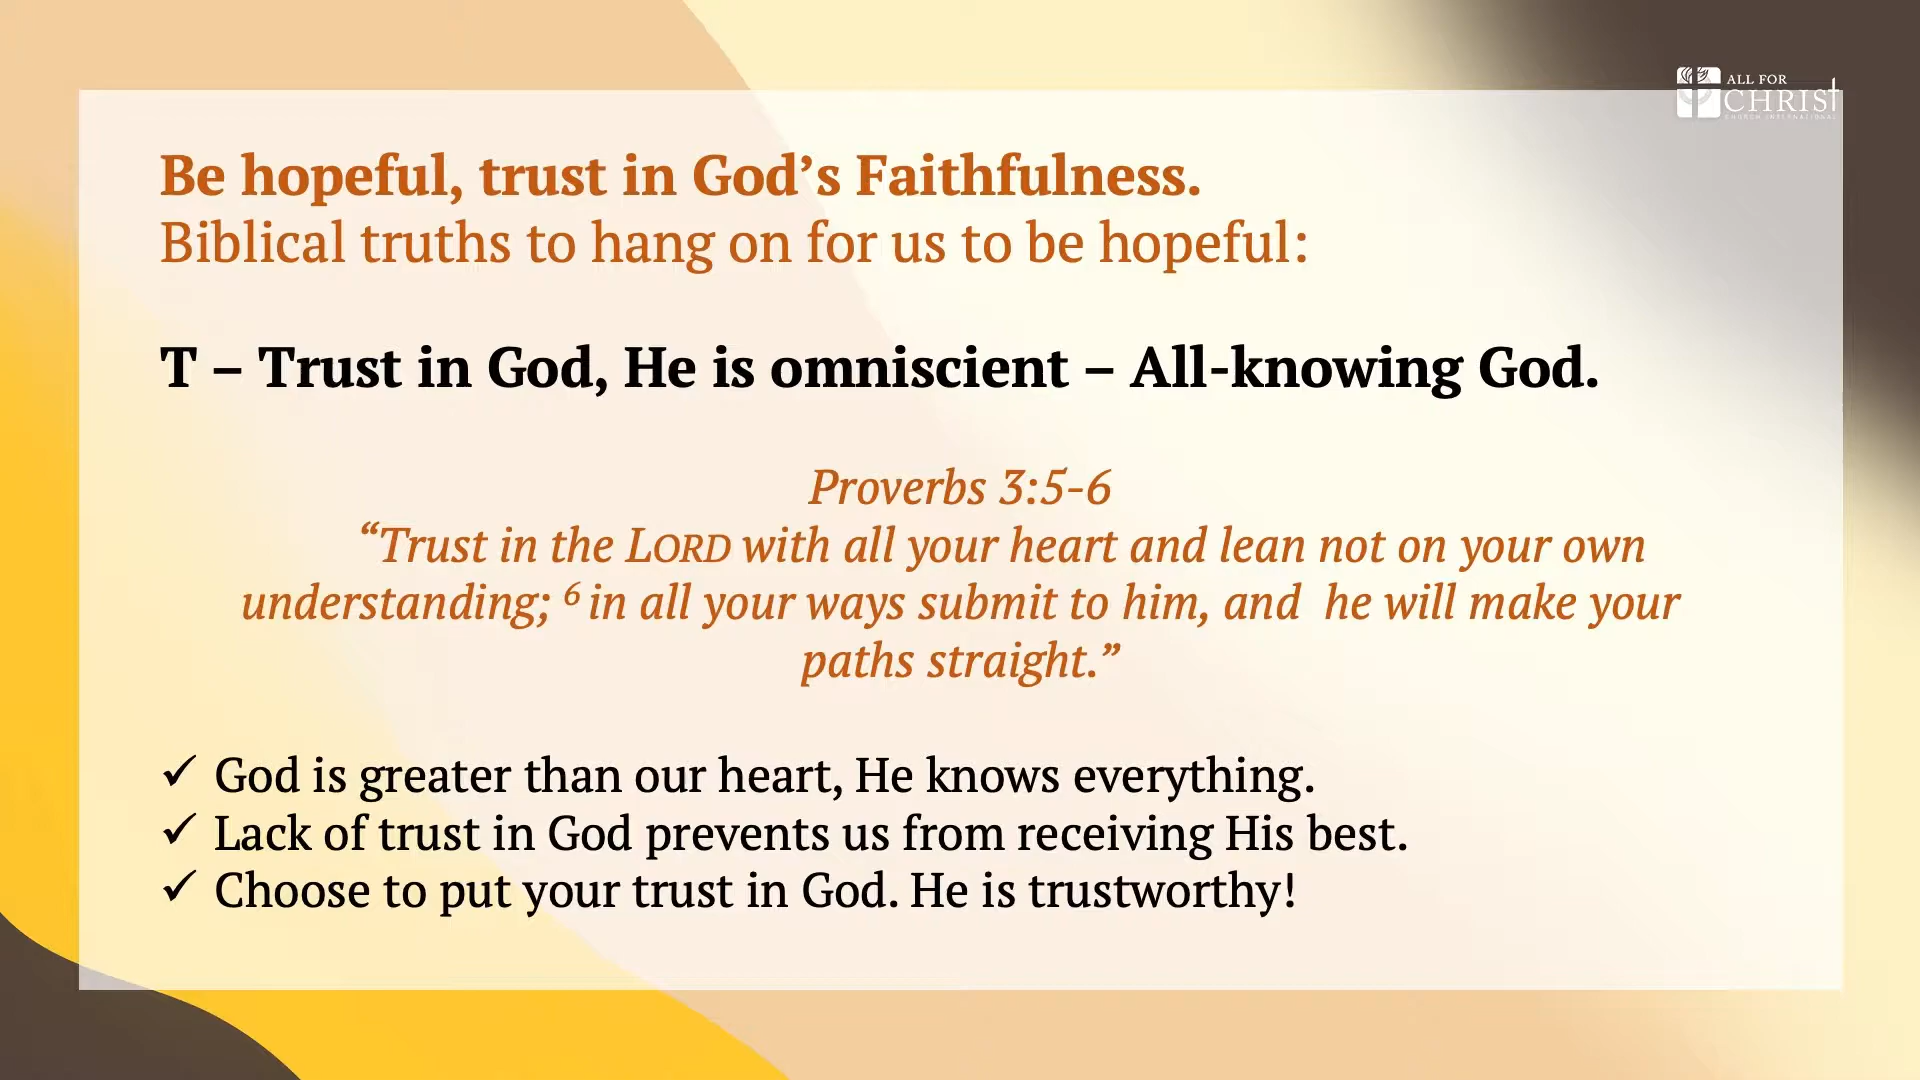 ALL FOR
CHRIST
CHURCH INTERNATIONAL
Be hopeful, trust in God’s Faithfulness.
Biblical truths to hang on for us to be hopeful:
T – Trust in God, He is omniscient – All-knowing God.
Proverbs 3:5-6
“Trust in the LORD with all your heart and lean not on your own
understanding; ⁶ in all your ways submit to him, and  he will make your
paths straight.”
✓ God is greater than our heart, He knows everything.
✓ Lack of trust in God prevents us from receiving His best.
✓ Choose to put your trust in God. He is trustworthy!